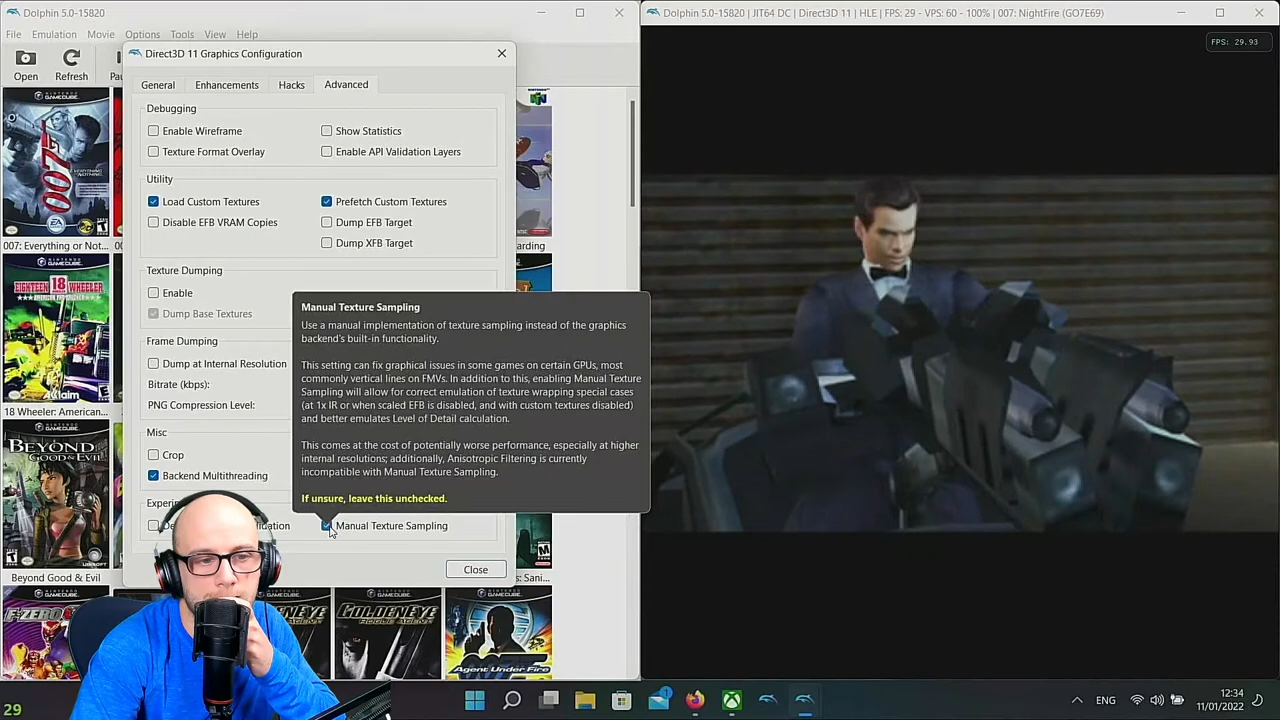 Dolphin 5.0-15820
File Emulation Movie Options Tools View Help
Open Refresh
Direct3D 11 Graphics Configuration
General Enhancements Hacks Advanced
Debugging
Enable Wireframe Show Statistics
Texture Format Overlay Enable API Validation Layers
Utility
Load Custom Textures Prefetch Custom Textures
Disable EFB VRAM Copies Dump EFB Target
Dump XFB Target
Texture Dumping
Enable
Dump Base Textures
Frame Dumping
Dump at Internal Resolution
Bitrate (kbps):
PNG Compression Level:
Misc
Crop
Backend Multithreading
Manual Texture Sampling
Close
Manual Texture Sampling
Use a manual implementation of texture sampling instead of the graphics
backend's built-in functionality.
This setting can fix graphical issues in some games on certain GPUs, most
commonly vertical lines on FMVs. In addition to this, enabling Manual Texture
Sampling will allow for correct emulation of texture wrapping special cases
(at 1x IR or when scaled EFB is disabled, and with custom textures disabled)
and better emulates Level of Detail calculation.
This comes at the cost of potentially worse performance, especially at higher
internal resolutions; additionally, Anisotropic Filtering is currently
incompatible with Manual Texture Sampling.
If unsure, leave this unchecked.
007: Everything or Not...
18 Wheeler: American...
Beyond Good & Evil
Dolphin 5.0-15820 | JIT64 DC | Direct3D 11 | HLE | FPS: 29 - VPS: 60 - 100% | 007: NightFire (GO7E69)
FPS: 29.93
29
ENG
12:34
11/01/2022